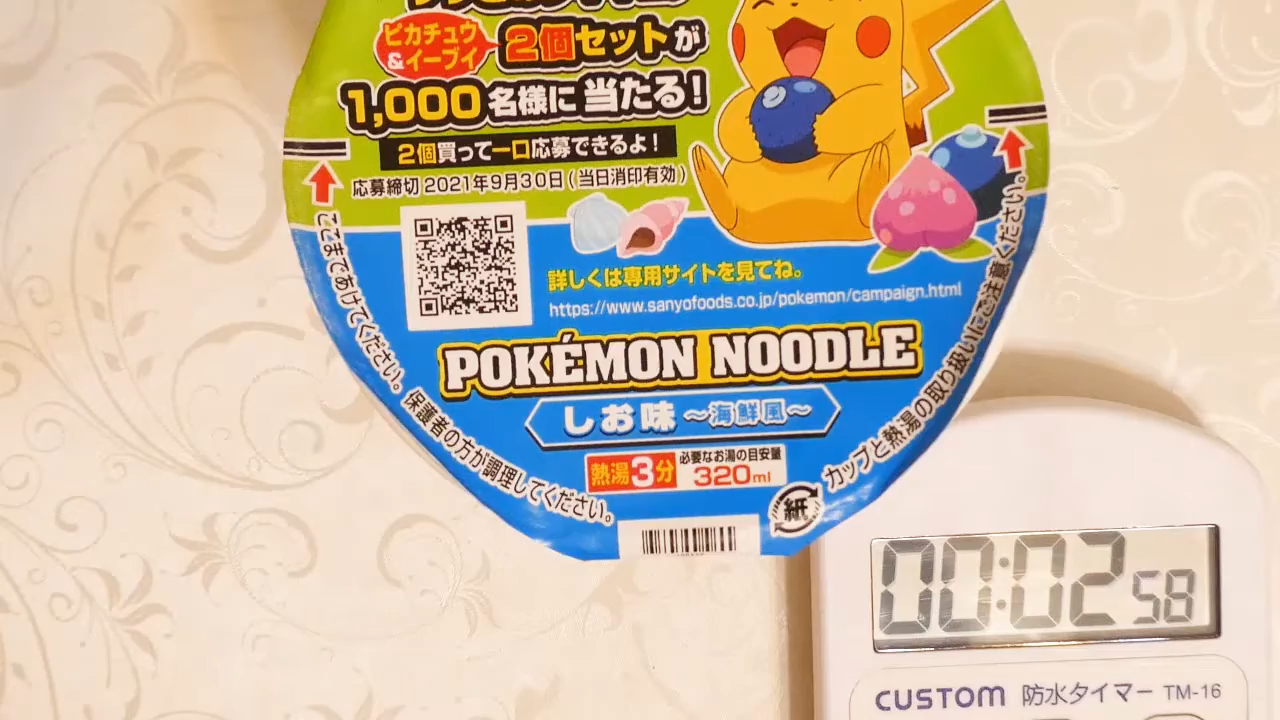 ピカチュウ
&イーブイ
2個セットが
1,000名様に当たる!
2個買って一口応募できるよ!
応募締切 2021年9月30日(当日消印有効)
詳しくは専用サイトを見てね。
https://www.sanyofoods.co.jp/pokemon/campaign.html
POKÉMON NOODLE
しお味 ～海鮮風～
熱湯3分
必要なお湯の目安量
320ml
紙
ここまであけてください。保護者の方が調理してください。
カップと熱湯の取り扱いにご注意ください。
00:02 58
CUSTOM 防水タイマー TM-16